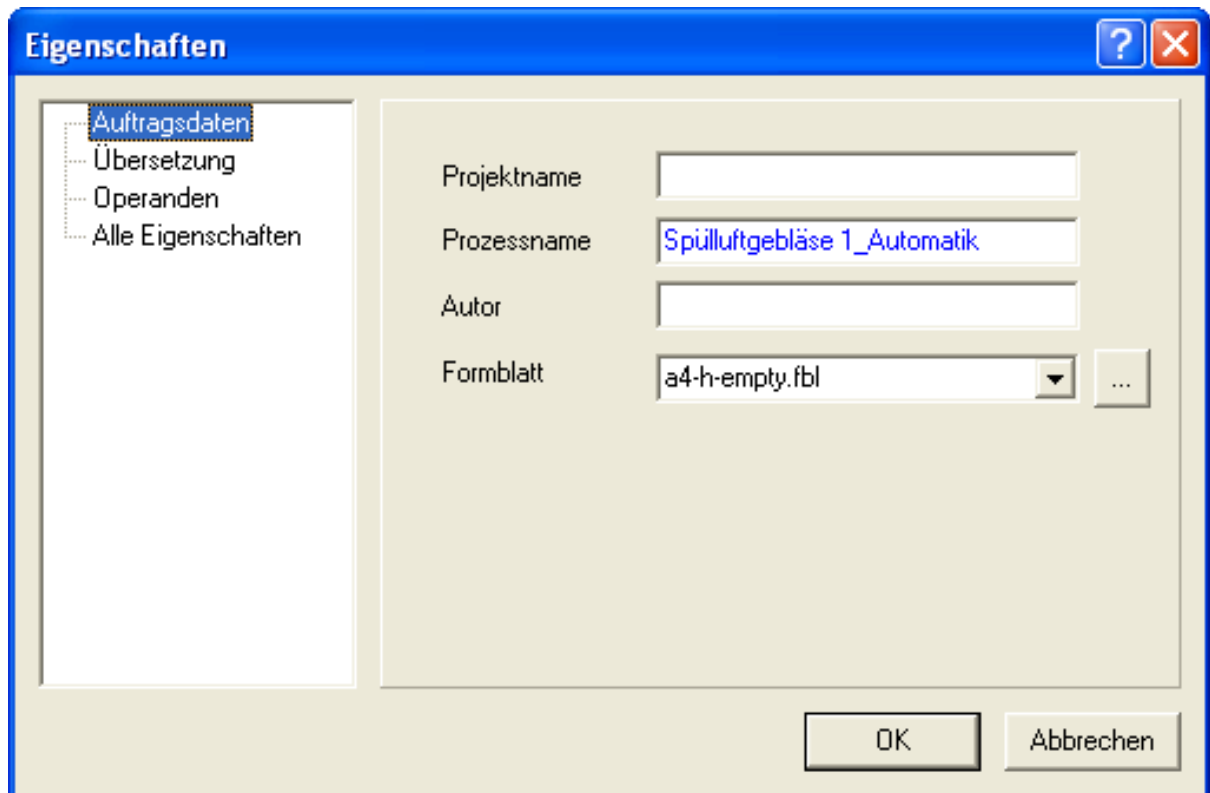 Eigenschaften
Auftragsdaten
Übersetzung
Operanden
Alle Eigenschaften
Projektname
Prozessname Spülluftgebläse 1_Automatik
Autor
Formblatt a4-h-empty.fbl ...
OK Abbrechen